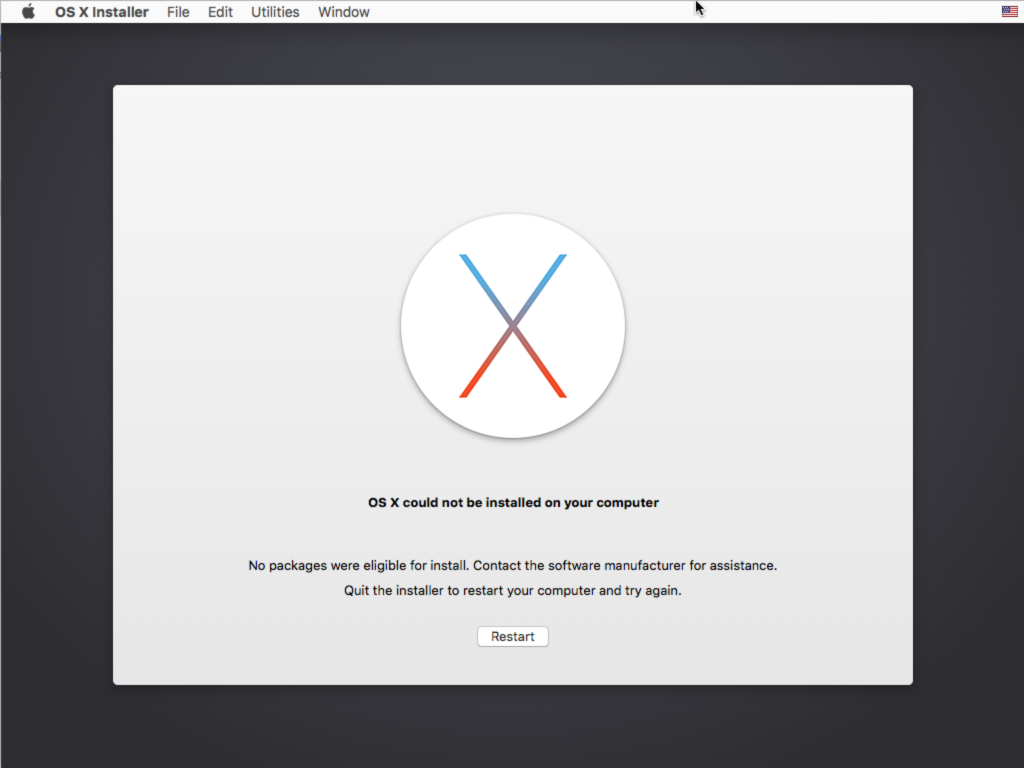 OS X Installer File Edit Utilities Window
OS X could not be installed on your computer
No packages were eligible for install. Contact the software manufacturer for assistance.
Quit the installer to restart your computer and try again.
Restart